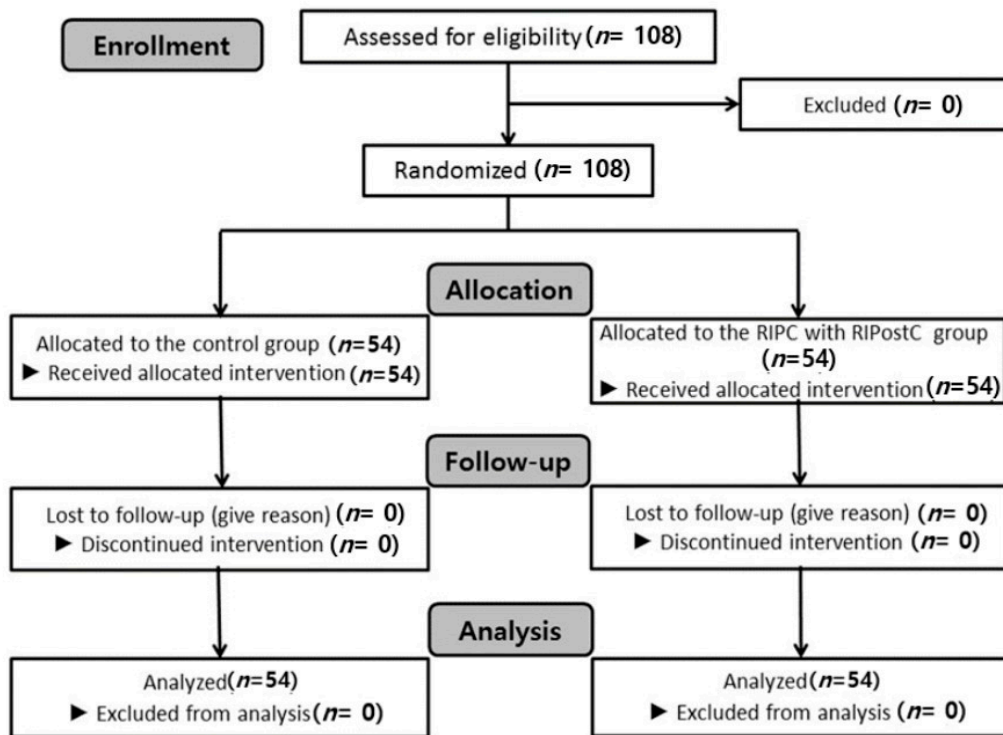 Enrollment
Assessed for eligibility (n= 108)
Excluded (n= 0)
Randomized (n= 108)
Allocation
Allocated to the control group (n=54)
► Received allocated intervention (n=54)
Allocated to the RIPC with RIPostC group
(n=54)
► Received allocated intervention (n=54)
Follow-up
Lost to follow-up (give reason) (n= 0)
► Discontinued intervention (n= 0)
Lost to follow-up (give reason) (n= 0)
► Discontinued intervention (n= 0)
Analysis
Analyzed(n=54)
► Excluded from analysis(n= 0)
Analyzed(n=54)
► Excluded from analysis (n= 0)